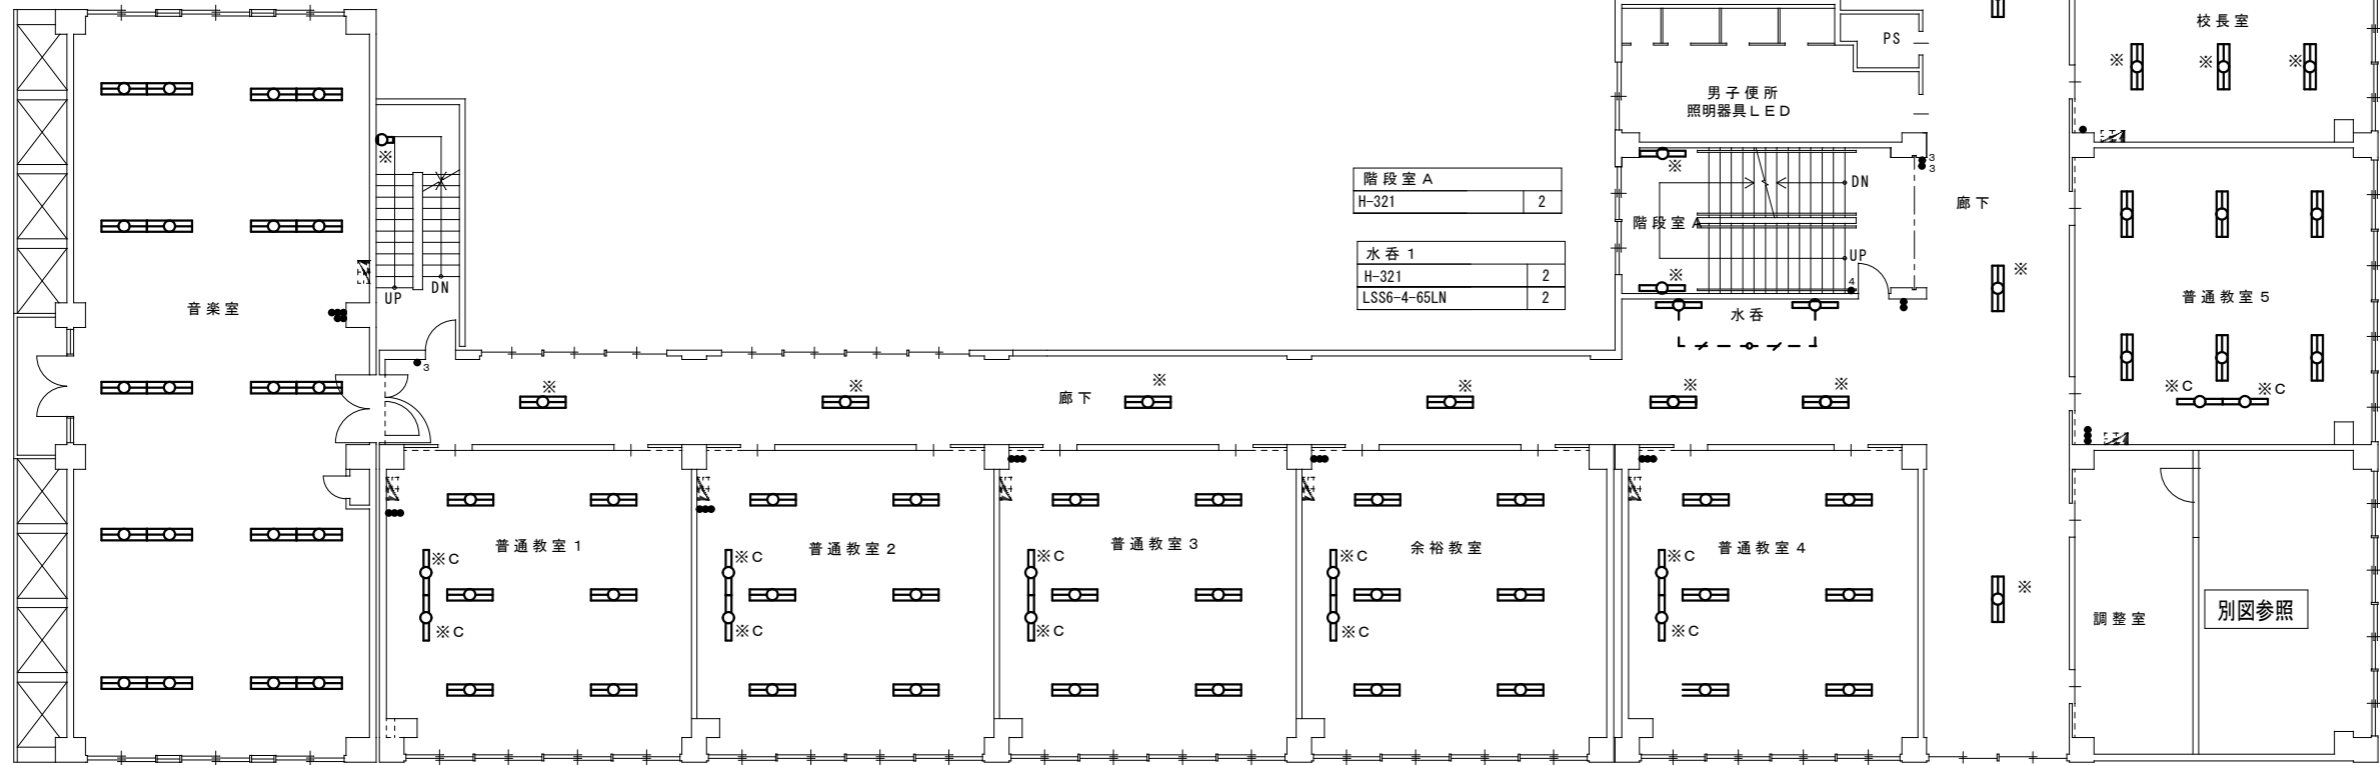 校長室
PS
※ ※ ※
男子便所
照明器具LED
※
3
3
※
階段室A
H-321 2
DN
廊下
階段室A
水呑1
H-321 2
LSS6-4-65LN 2
UP
※
※
4
水呑
普通教室5
音楽室
UP
DN
3
※ ※ ※ ※ ※ ※
廊下
※C ※C
普通教室1
普通教室2
普通教室3
余裕教室
普通教室4
※C ※C ※C ※C ※C
※
※C ※C ※C ※C ※C
調整室
別図参照